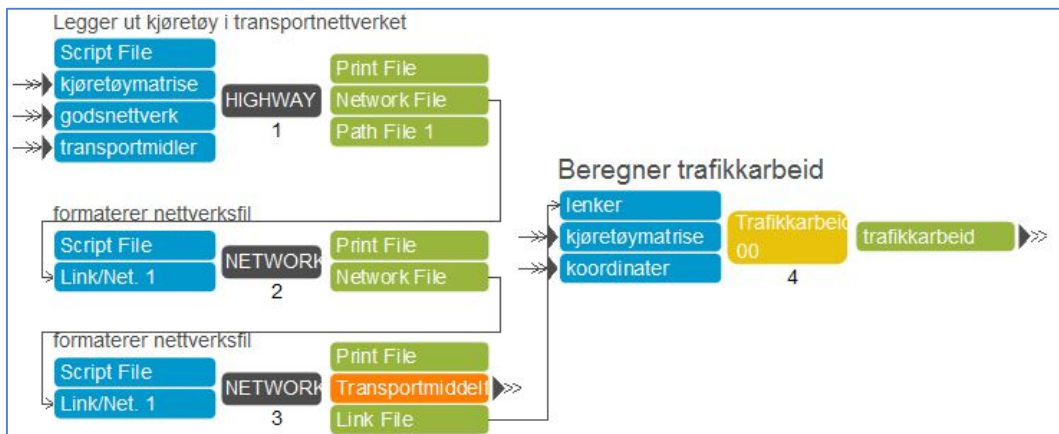 Legger ut kjøretøy i transportnettverket
Script File
kjøretøymatrise
godsnettverk
transportmidler
HIGHWAY
1
Print File
Network File
Path File 1
formaterer nettverksfil
Script File
Link/Net. 1
NETWORK
2
Print File
Network File
formaterer nettverksfil
Script File
Link/Net. 1
NETWORK
3
Print File
Transportmiddelf
Link File
Beregner trafikkarbeid
lenker
kjøretøymatrise
koordinater
Trafikkarbeid
00
4
trafikkarbeid